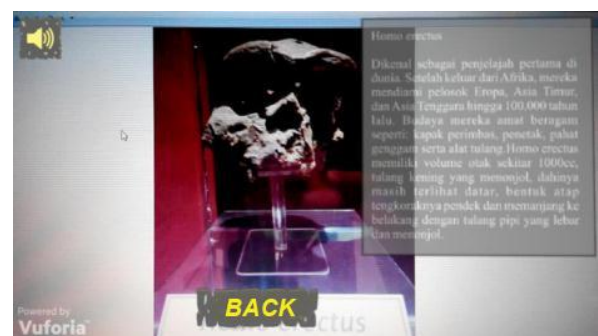 Homo erectus
Dikenal sebagai penjelajah pertama di
dunia. Setelah keluar dari Afrika, mereka
mendiami pelosok Eropa, Asia Timur,
dan Asia Tenggara hingga 100.000 tahun
lalu. Budaya mereka amat beragam
seperti: kapak perimbas, penetak, pahat
genggam serta alat tulang.Homo erectus
memiliki volume otak sekitar 1000cc,
tulang kening yang menonjol, dahinya
masih terlihat datar, bentuk atap
tengkoraknya pendek dan memanjang ke
belakang dengan tulang pipi yang lebar
dan menonjol.
BACK
erectus
Powered by
Vuforia